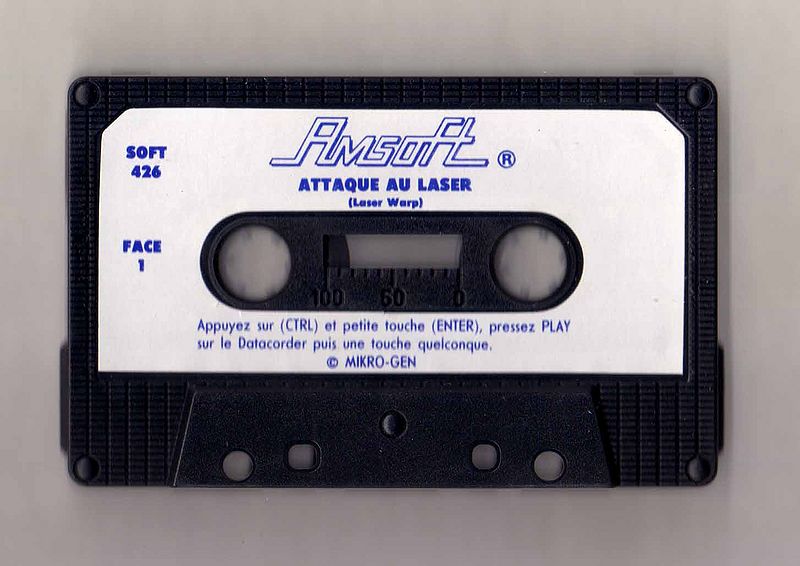 Amsoft ®
ATTAQUE AU LASER
(Laser Warp)
SOFT
426
FACE
1
100 60 0
Appuyez sur (CTRL) et petite touche (ENTER), pressez PLAY
sur le Datacorder puis une touche quelconque.
© MIKRO-GEN